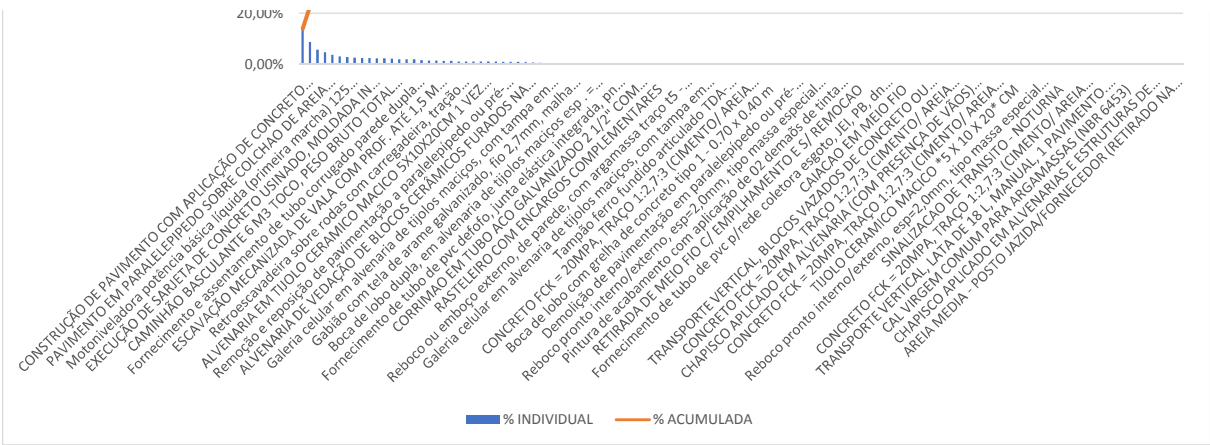 20,00%
0,00%
CONSTRUÇÃO DE PAVIMENTO COM APLICAÇÃO DE CONCRETO…
PAVIMENTO EM PARALELEPIPEDO SOBRE COLCHAO DE AREIA…
Motoniveladora potência básica líquida (primeira marcha) 125…
EXECUÇÃO DE SARJETA DE CONCRETO USINADO, MOLDADA IN…
CAMINHÃO BASCULANTE 6 M3 TOCO, PESO BRUTO TOTAL…
Fornecimento e assentamento de tubo corrugado parede dupla…
ESCAVAÇÃO MECANIZADA DE VALA COM PROF. ATÉ 1,5 M…
Retroescavadeira sobre rodas com carregadeira, tração…
ALVENARIA EM TIJOLO CERAMICO MACICO 5X10X20CM 1 VEZ…
Remoção e reposição de pavimentação a paralelepipedo ou pré-…
ALVENARIA DE VEDAÇÃO DE BLOCOS CERÂMICOS FURADOS NA…
Galeria celular em alvenaria de tijolos maciços, com tampa em…
Gabião com tela de arame galvanizado, fio 2,7mm, malha…
Boca de lobo dupla, em alvenaria de tijolos maciços esp =…
Fornecimento de tubo de pvc defofo, junta elástica integrada, pn…
CORRIMAO EM TUBO ACO GALVANIZADO 2 1/2" COM…
RASTELEIRO COM ENCARGOS COMPLEMENTARES
Reboco ou emboço externo, de parede, com argamassa traço t5 -…
Galeria celular em alvenaria de tijolos maciços, com tampa em…
Tampão ferro fundido articulado TDA-…
CONCRETO FCK = 20MPA, TRAÇO 1:2,7:3 (CIMENTO/ AREIA…
Boca de lobo com grelha de concreto tipo 1 - 0.70 x 0.40 m
Demolição de pavimentação em paralelepipedo ou pré-…
Reboco pronto interno/externo, esp=2,0mm, tipo massa especial…
Pintura de acabamento com aplicação de 02 demaõs de tinta…
RETIRADA DE MEIO FIO C/ EMPILHAMENTO E S/ REMOCAO
Fornecimento de tubo de pvc p/rede coletora esgoto, JEI, PB, dn…
CAIACAO EM MEIO FIO
TRANSPORTE VERTICAL, BLOCOS VAZADOS DE CONCRETO OU…
CONCRETO FCK = 20MPA, TRAÇO 1:2,7:3 (CIMENTO/ AREIA…
CHAPISCO APLICADO EM ALVENARIA (COM PRESENÇA DE VÃOS)…
CONCRETO FCK = 20MPA, TRAÇO 1:2,7:3 (CIMENTO/ AREIA…
TIJOLO CERAMICO MACICO *5 X 10 X 20* CM
Reboco pronto interno/externo, esp=2,0mm, tipo massa especial…
SINALIZACAO DE TRANSITO - NOTURNA
CONCRETO FCK = 20MPA, TRAÇO 1:2,7:3 (CIMENTO/ AREIA…
TRANSPORTE VERTICAL, LATA DE 18 L, MANUAL, 1 PAVIMENTO…
CAL VIRGEM COMUM PARA ARGAMASSAS (NBR 6453)
CHAPISCO APLICADO EM ALVENARIAS E ESTRUTURAS DE…
AREIA MEDIA - POSTO JAZIDA/FORNECEDOR (RETIRADO NA…
% INDIVIDUAL
% ACUMULADA